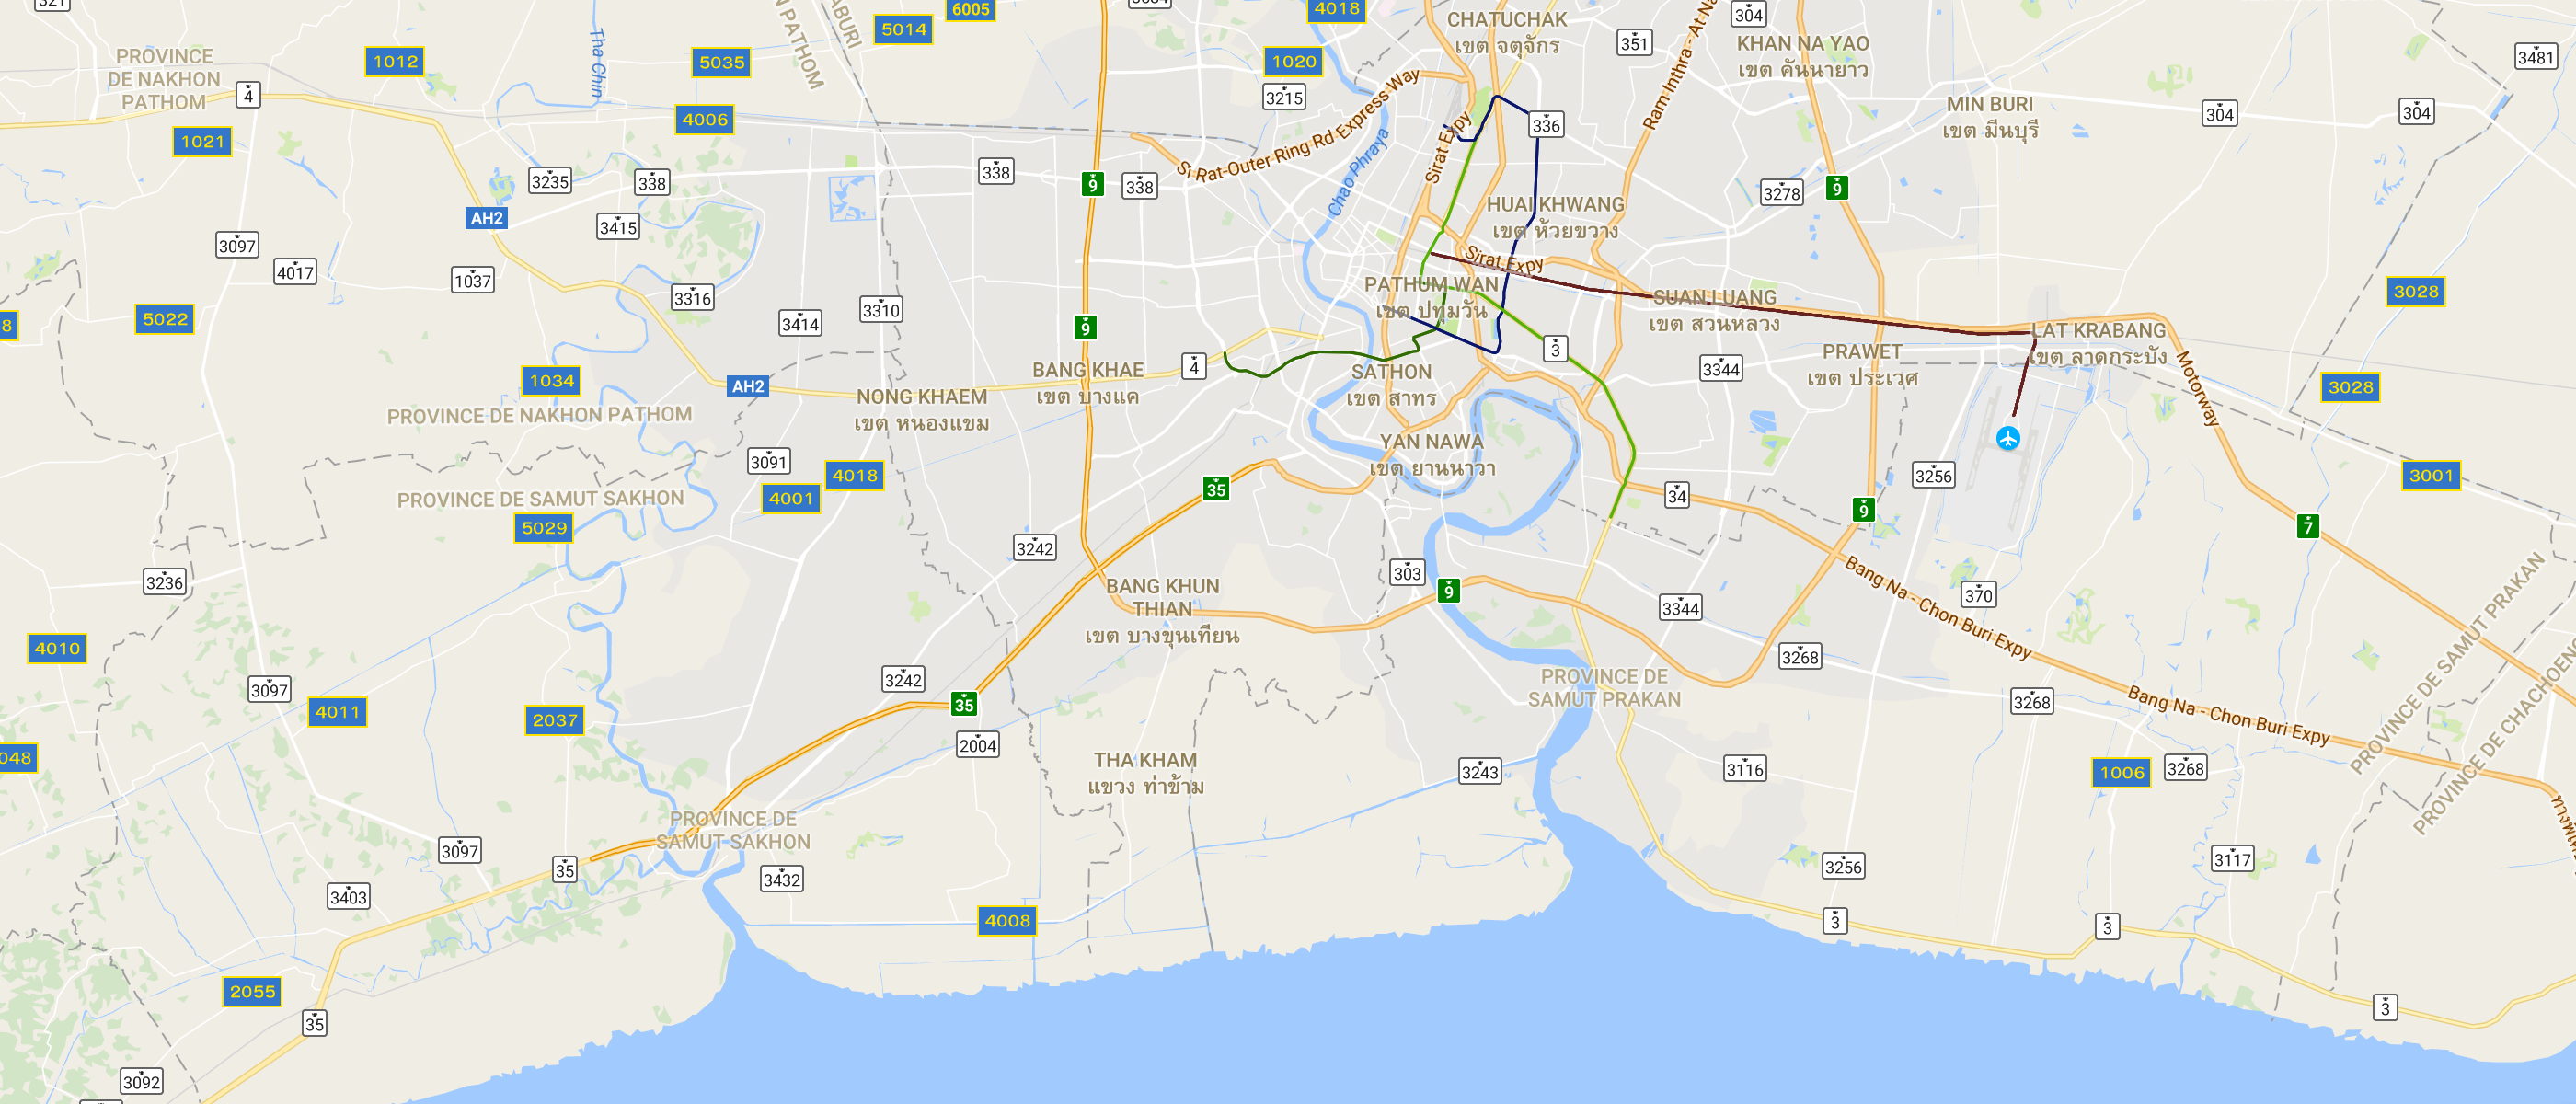 321
6005
3004
4018
304
CHATUCHAK
เขต จตุจักร
5014
351
KHAN NA YAO
เขต คันนายาว
3481
PROVINCE
DE NAKHON
PATHOM
1012
5035
N PATHOM
ABURI
Tha Chin
1020
3215
Si Rat-Outer Ring Rd Express Way
Ram Inthra - At Na
4
4006
1021
336
MIN BURI
เขต มีนบุรี
304
304
Sirat Expy
Chao Phraya
3235
338
338
9
338
3278
9
AH2
3415
HUAI KHWANG
เขต ห้วยขวาง
3097
4017
1037
Sirat Expy
3316
3310
PATHUM WAN
เขต ปทุมวัน
SUAN LUANG
เขต สวนหลวง
3028
8
5022
3414
9
LAT KRABANG
เขต ลาดกระบัง
3
PRAWET
เขต ประเวศ
1034
AH2
BANG KHAE
เขต บางแค
4
SATHON
เขต สาทร
3344
Motorway
3028
PROVINCE DE NAKHON PATHOM
NONG KHAEM
เขต หนองแขม
YAN NAWA
เขต ยานนาวา
3091
4018
4001
35
3256
3001
PROVINCE DE SAMUT SAKHON
34
9
5029
7
3242
3236
303
9
Bang Na - Chon Buri Expy
370
BANG KHUN
THIAN
เขต บางขุนเทียน
3344
4010
3268
3242
3097
35
PROVINCE DE
SAMUT PRAKAN
3268
Bang Na - Chon Buri Expy
PROVINCE DE SAMUT PRAKAN
PROVINCE DE CHACHOENG
4011
2037
2004
048
THA KHAM
แขวง ท่าข้าม
3243
3116
1006
3268
PROVINCE DE
SAMUT SAKHON
3097
35
3432
3256
3117
3403
4008
3
3
2055
35
3
3092